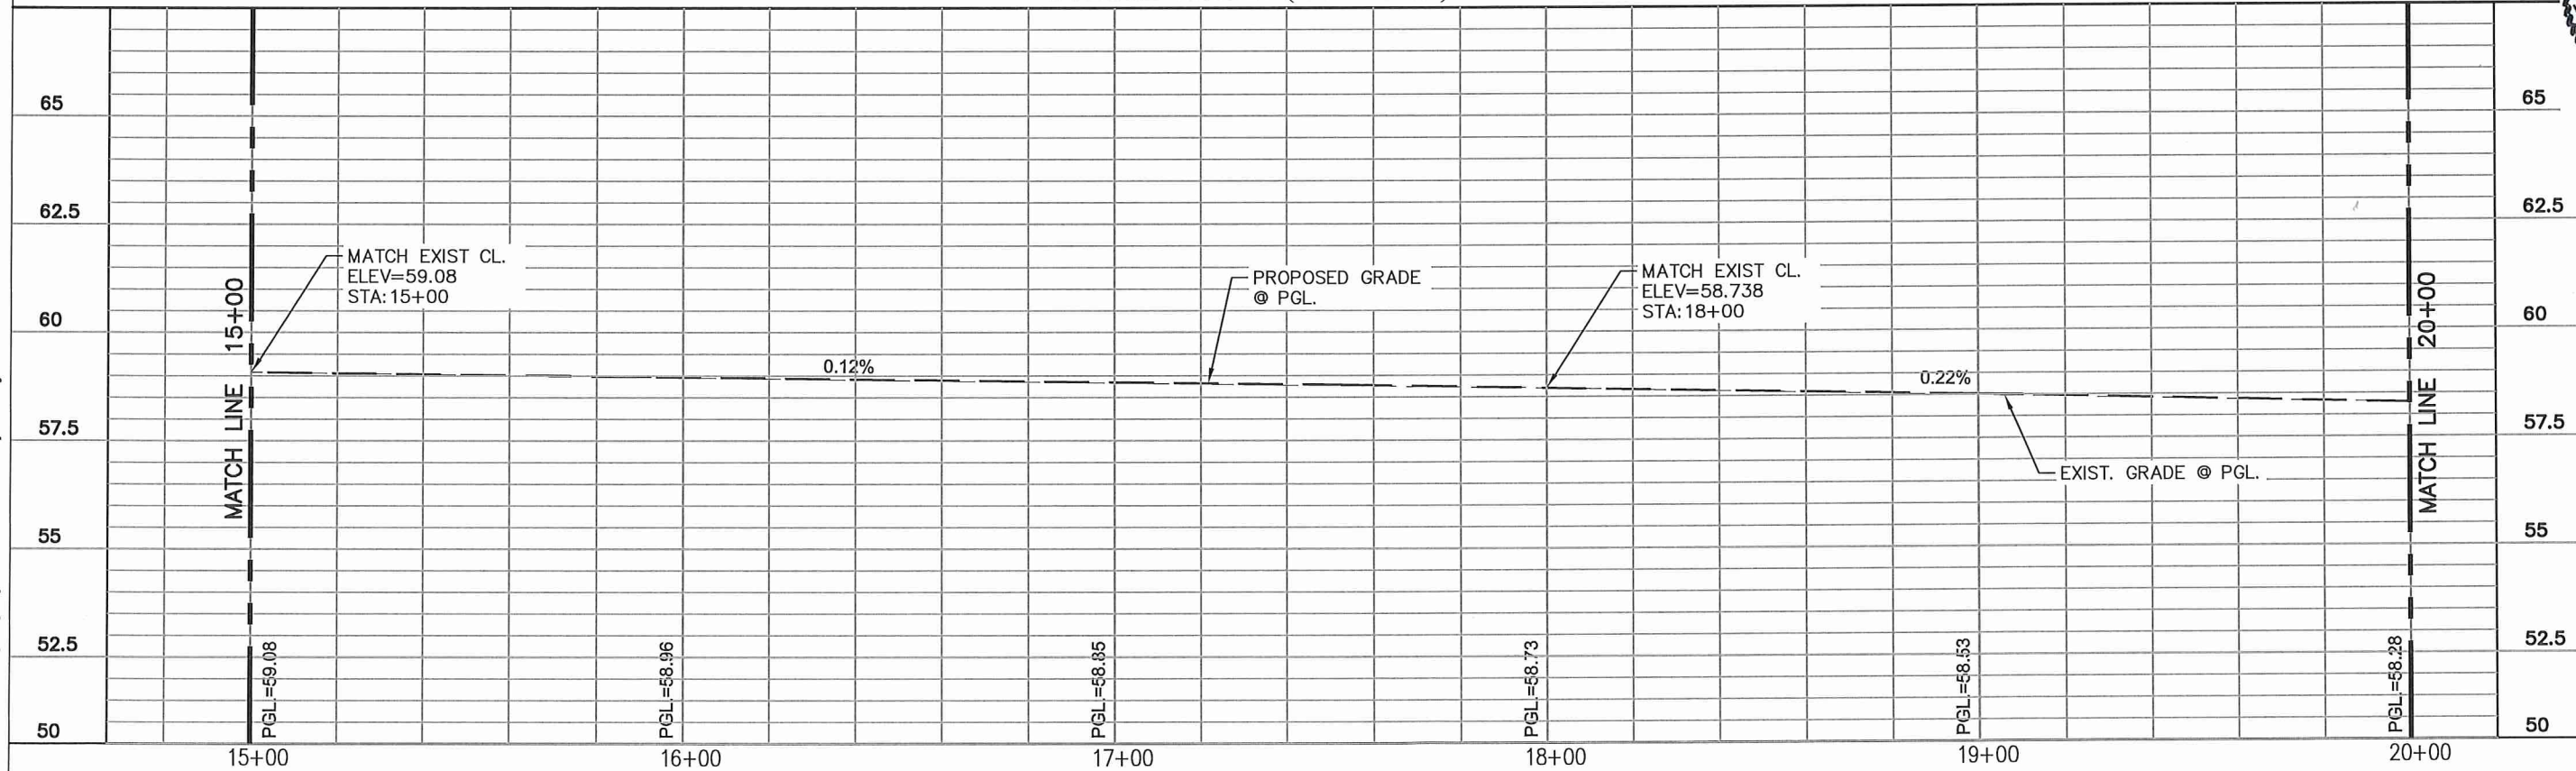 65
65
62.5
62.5
MATCH EXIST CL.
ELEV=59.08
STA:15+00
PROPOSED GRADE
@ PGL.
MATCH EXIST CL.
ELEV=58.738
STA:18+00
60
60
MATCH LINE 15+00
MATCH LINE 20+00
0.12%
0.22%
57.5
57.5
EXIST. GRADE @ PGL.
55
55
52.5
52.5
PGL.=59.08
PGL.=58.96
PGL.=58.85
PGL.=58.73
PGL.=58.53
PGL.=58.28
50
50
15+00
16+00
17+00
18+00
19+00
20+00